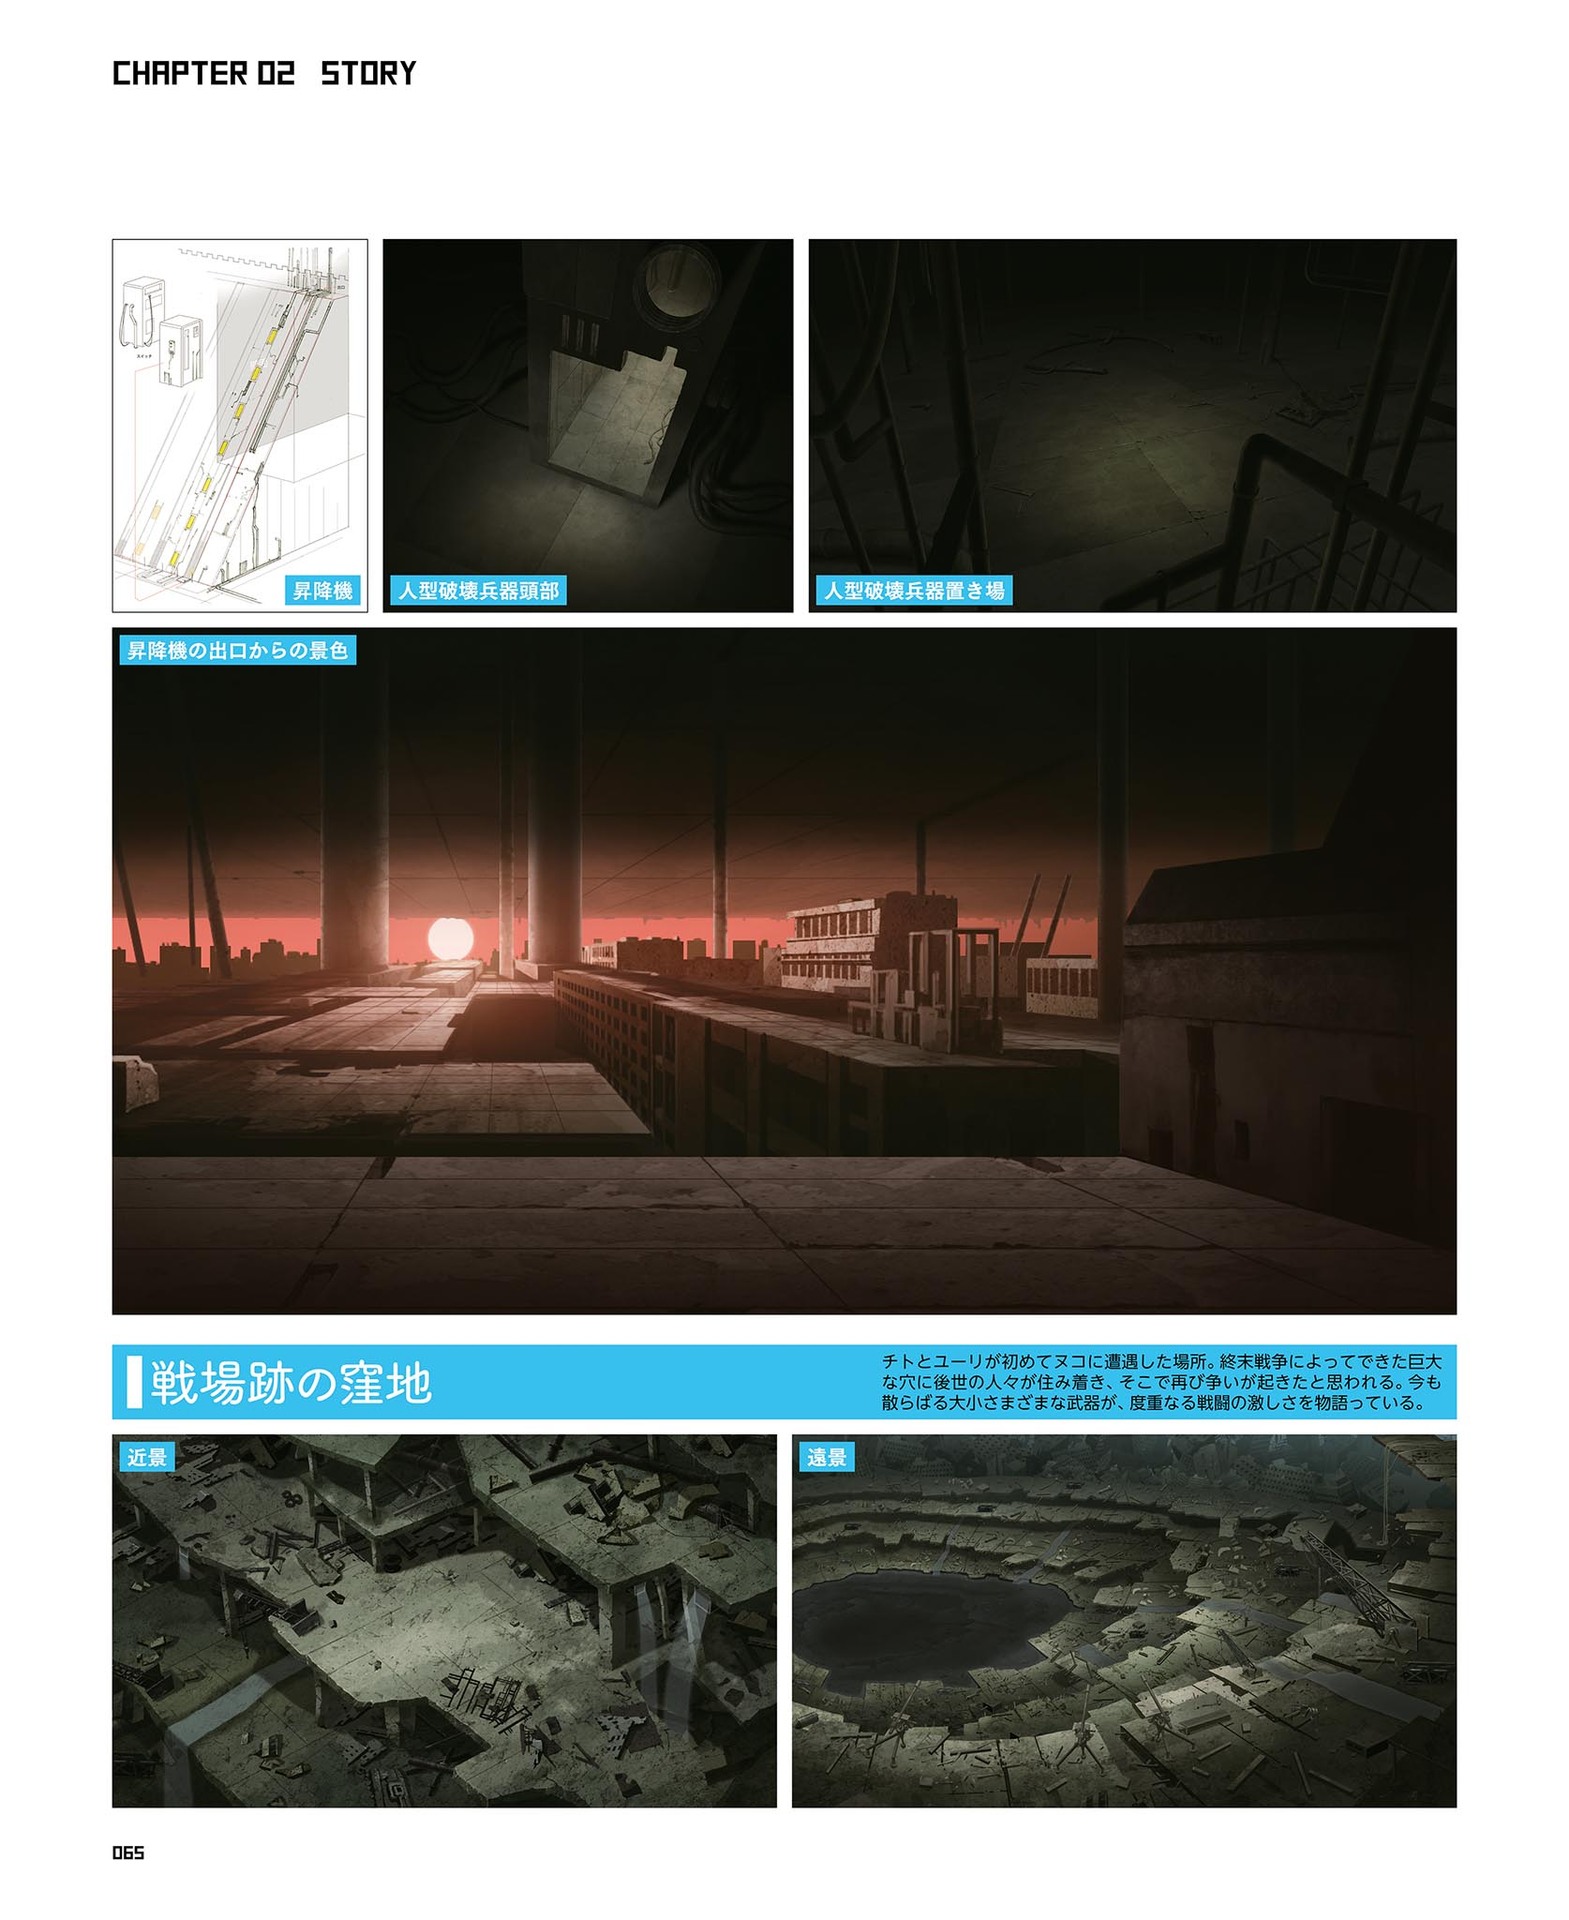 CHAPTER 02 STORY
スイッチ
昇降機
人型破壊兵器頭部
人型破壊兵器置き場
昇降機の出口からの景色
戦場跡の窪地
チトとユーリが初めてヌコに遭遇した場所。終末戦争によってできた巨大
な穴に後世の人々が住み着き、そこで再び争いが起きたと思われる。今も
散らばる大小さまざまな武器が、度重なる戦闘の激しさを物語っている。
近景
遠景
065